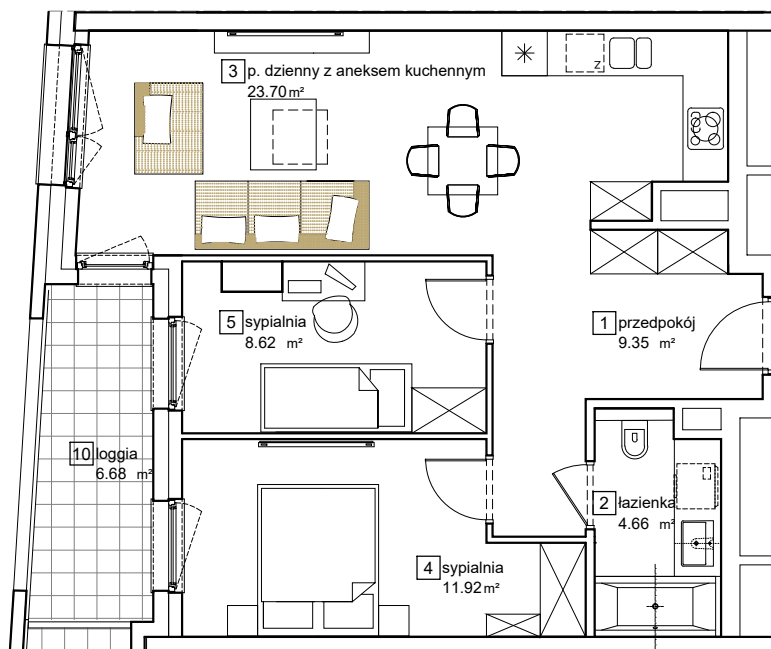 3 p. dzienny z aneksem kuchennym
23.70 m²
z
5 sypialnia
8.62 m²
1 przedpokój
9.35 m²
10 loggia
6.68 m²
2 łazienka
4.66 m²
4 sypialnia
11.92 m²